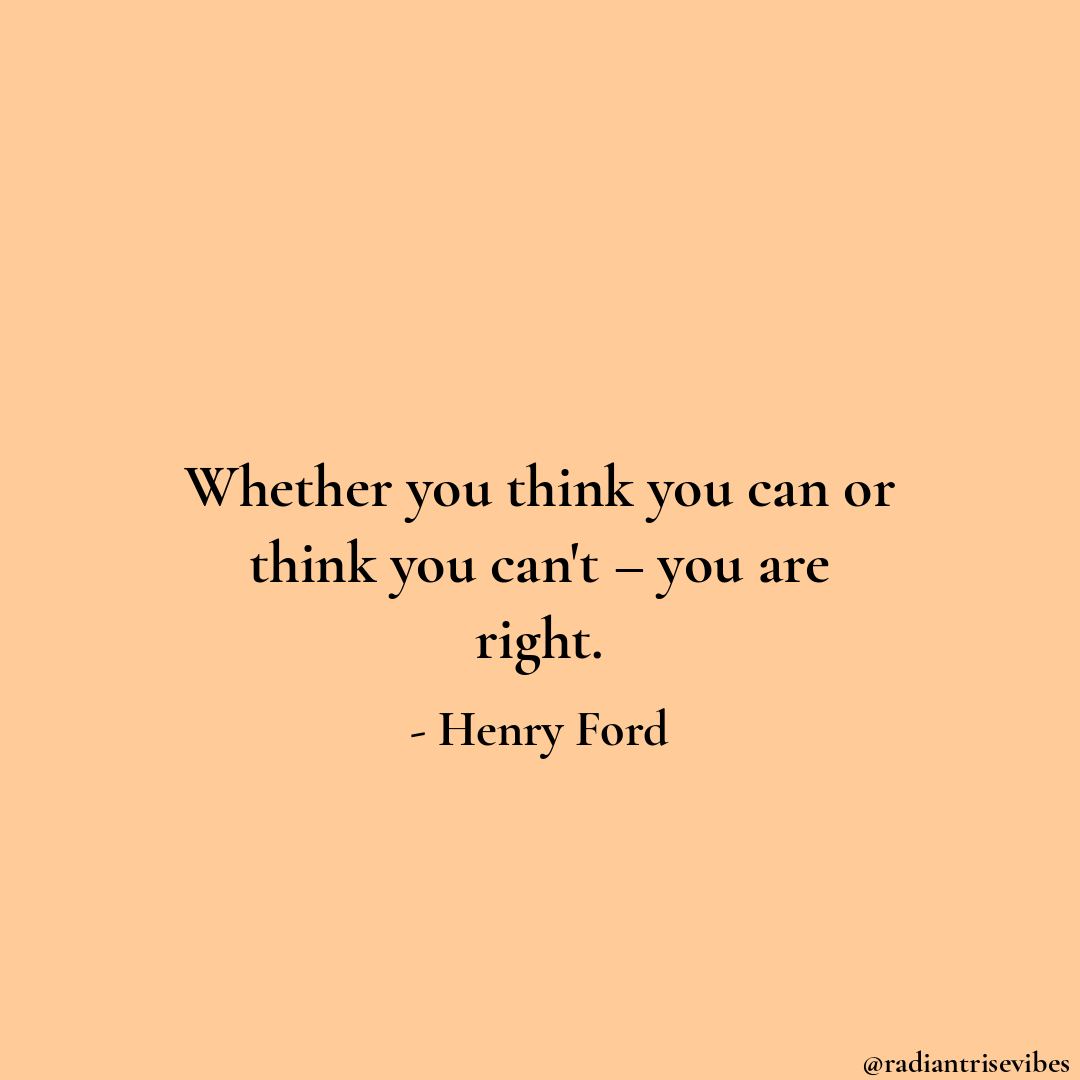 Whether you think you can or
think you can't – you are
right.
- Henry Ford
@radiantrisevibes